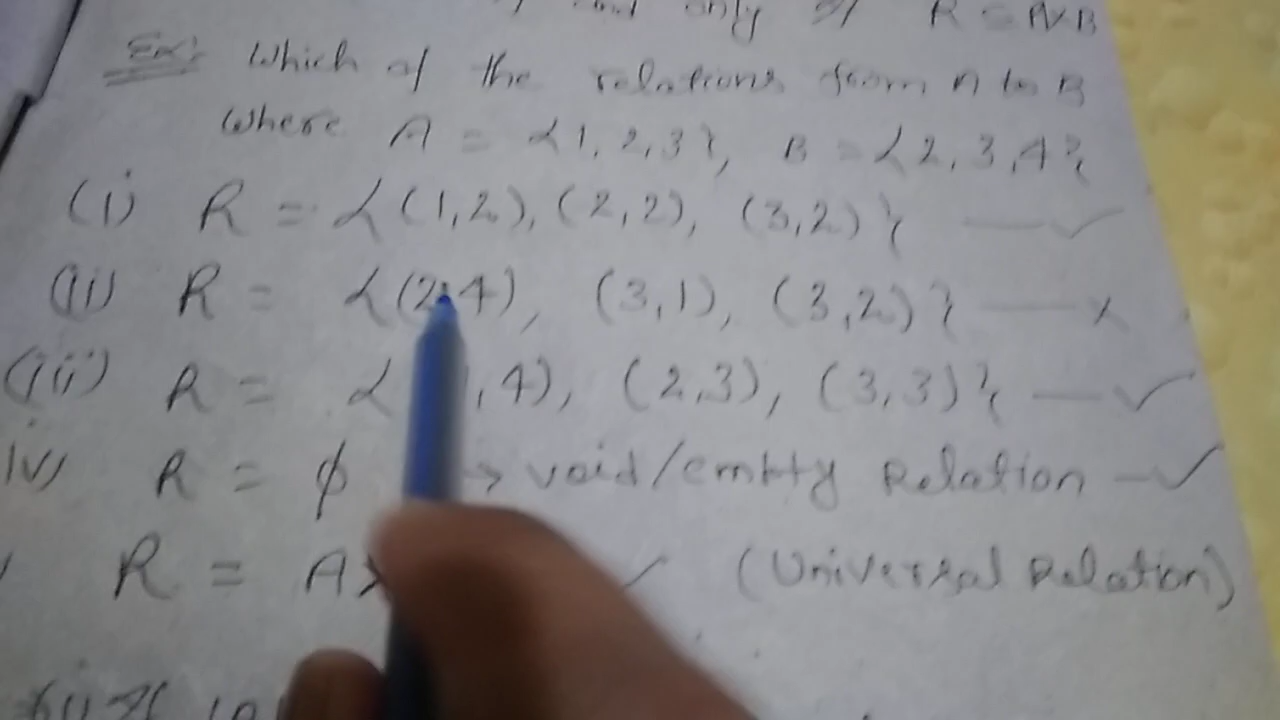 only if R = A×B
Ex: Which of the relations from A to B
where A = {1, 2, 3}, B = {2, 3, 4}
(i) R = {(1,2), (2,2), (3,2)} — ✓
(ii) R = {(2,4), (3,1), (3,2)} — ×
(iii) R = { ,4), (2,3), (3,3)} — ✓
iv) R = ϕ → void/empty Relation — ✓
R = A× ✓ (Universal Relation)